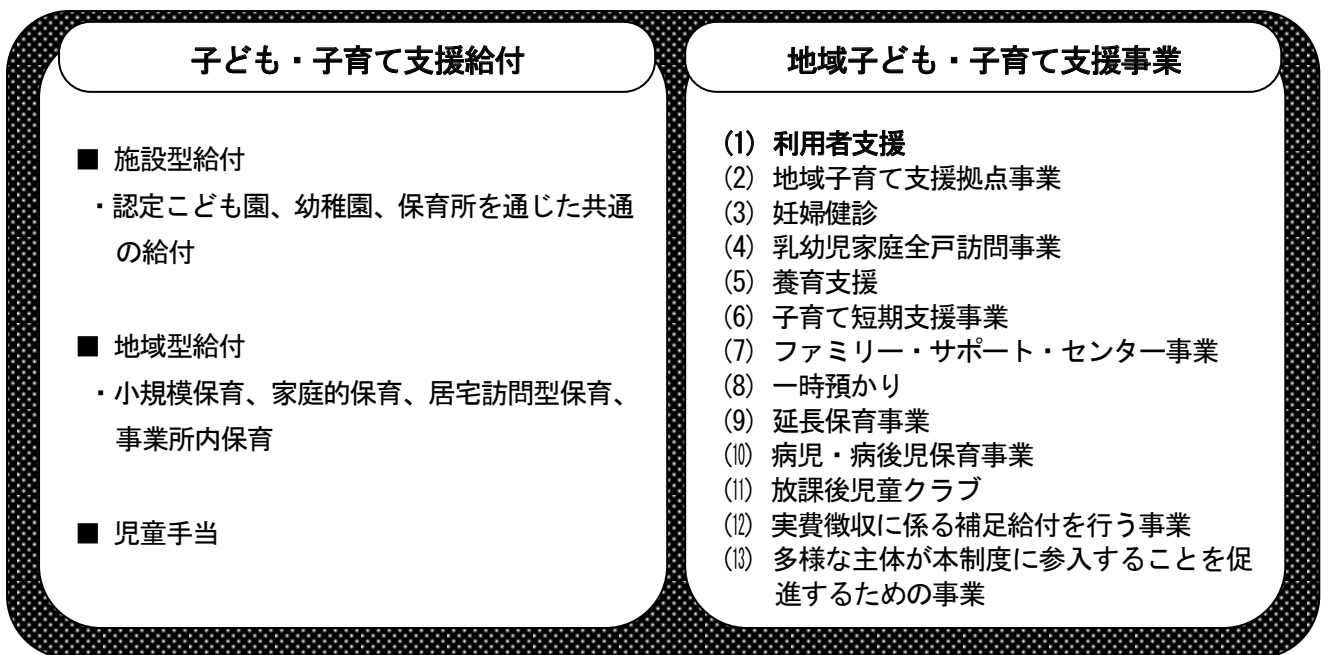 子ども・子育て支援給付
■ 施設型給付
・認定こども園、幼稚園、保育所を通じた共通
の給付
■ 地域型給付
・小規模保育、家庭的保育、居宅訪問型保育、
事業所内保育
■ 児童手当
地域子ども・子育て支援事業
⑴ 利用者支援
⑵ 地域子育て支援拠点事業
⑶ 妊婦健診
⑷ 乳幼児家庭全戸訪問事業
⑸ 養育支援
⑹ 子育て短期支援事業
⑺ ファミリー・サポート・センター事業
⑻ 一時預かり
⑼ 延長保育事業
⑽ 病児・病後児保育事業
⑾ 放課後児童クラブ
⑿ 実費徴収に係る補足給付を行う事業
⒀ 多様な主体が本制度に参入することを促
進するための事業